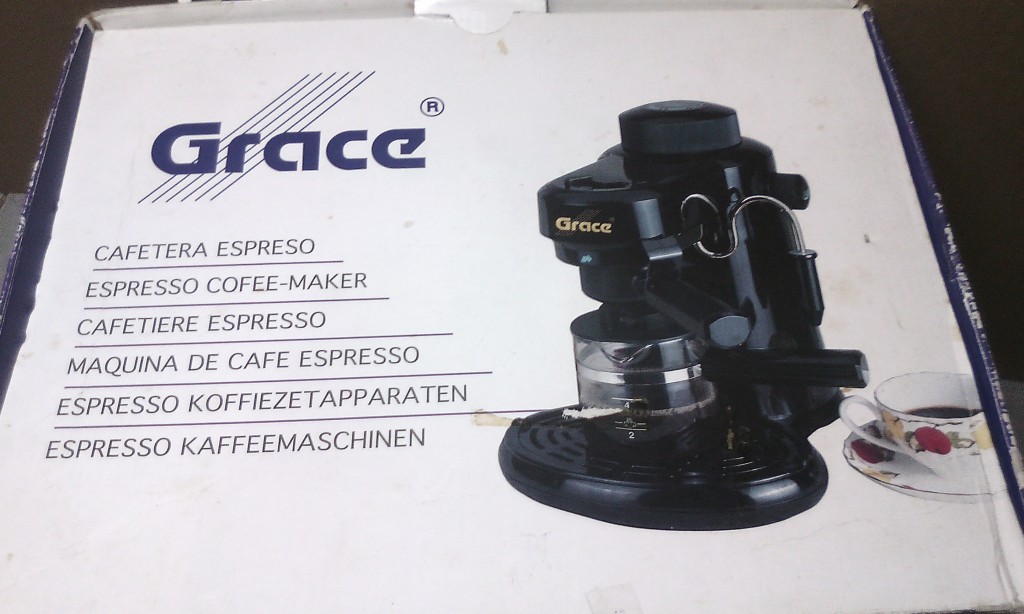 Grace ®
CAFETERA ESPRESO
ESPRESSO COFEE-MAKER
CAFETIERE ESPRESSO
MAQUINA DE CAFE ESPRESSO
ESPRESSO KOFFIEZETAPPARATEN
ESPRESSO KAFFEEMASCHINEN
Grace
4
2